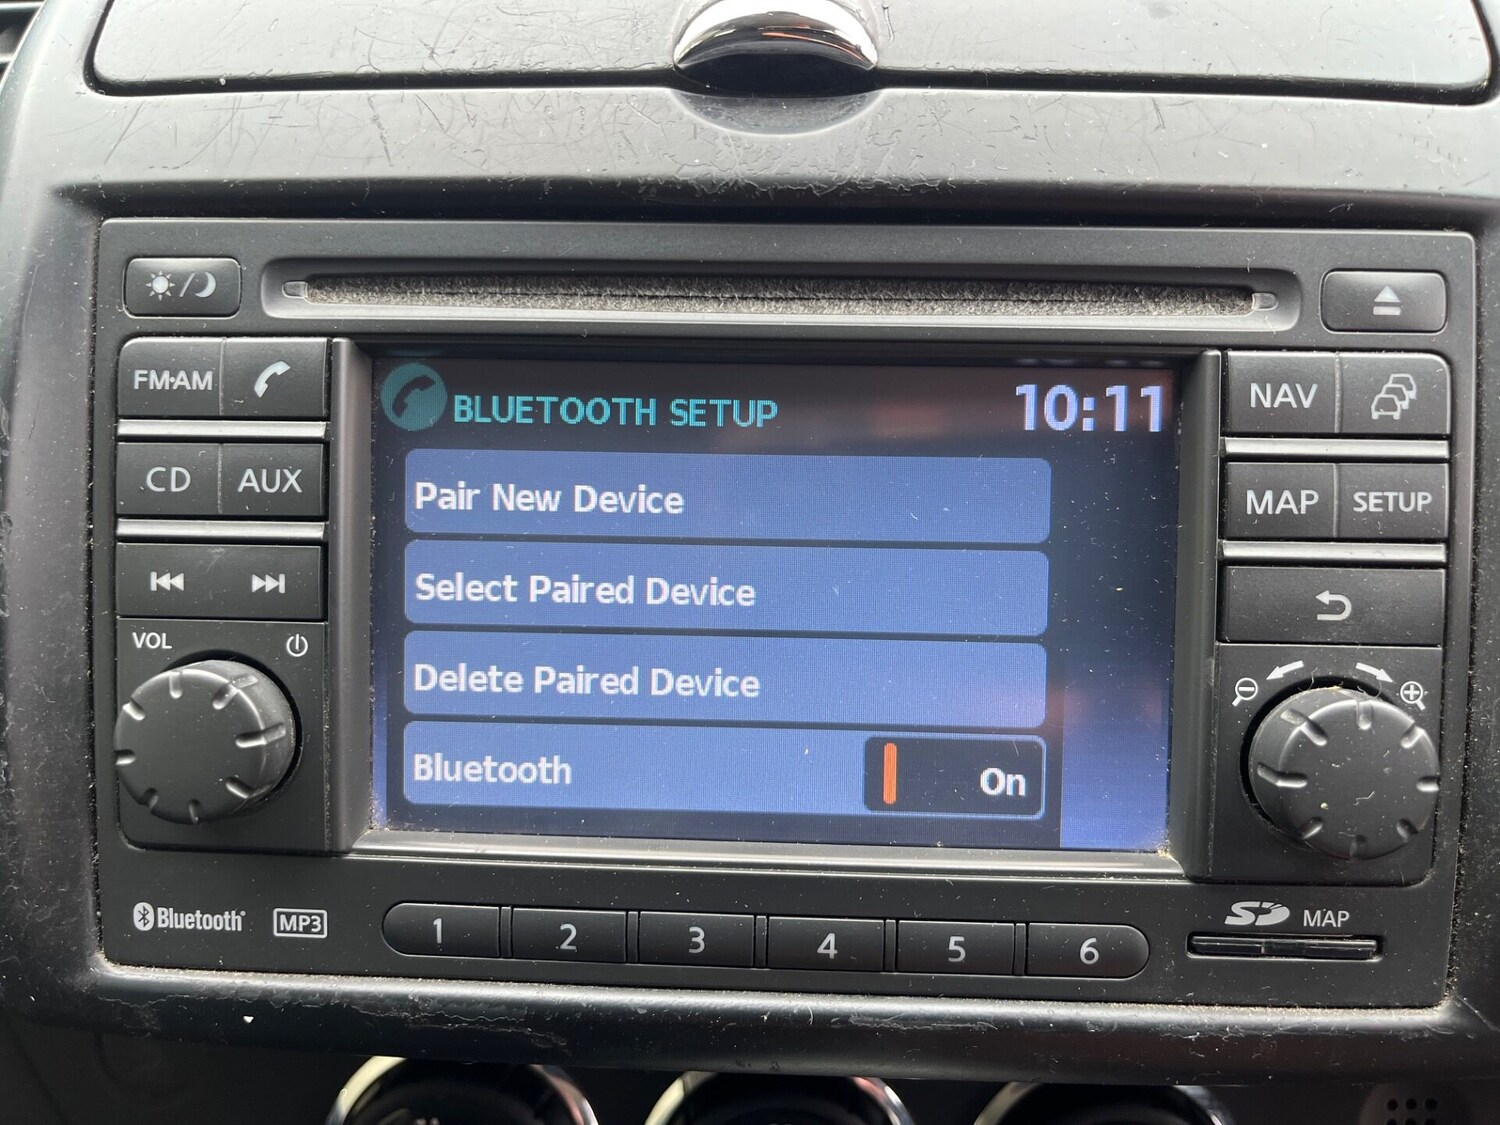 FM·AM
CD
AUX
VOL
BLUETOOTH SETUP
10:11
Pair New Device
Select Paired Device
Delete Paired Device
Bluetooth
On
NAV
MAP
SETUP
Bluetooth
MP3
1 2 3 4 5 6
SD MAP